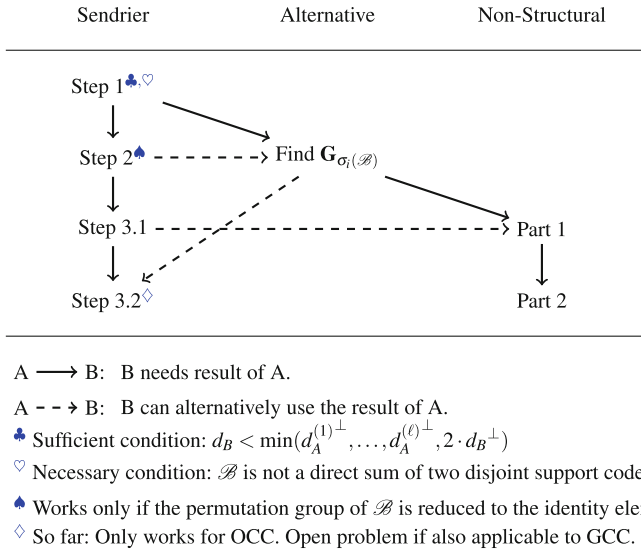 Sendrier Alternative Non-Structural
Step 1♣,♡
Step 2♠ Find G_{σ_i(ℬ)}
Step 3.1 Part 1
Step 3.2♢ Part 2
A ⟶ B: B needs result of A.
A --→ B: B can alternatively use the result of A.
♣ Sufficient condition: d_B < min(d_A^{(1)⊥},...,d_A^{(ℓ)⊥}, 2·d_B^⊥)
♡ Necessary condition: ℬ is not a direct sum of two disjoint support code
♠ Works only if the permutation group of ℬ is reduced to the identity ele
♢ So far: Only works for OCC. Open problem if also applicable to GCC.